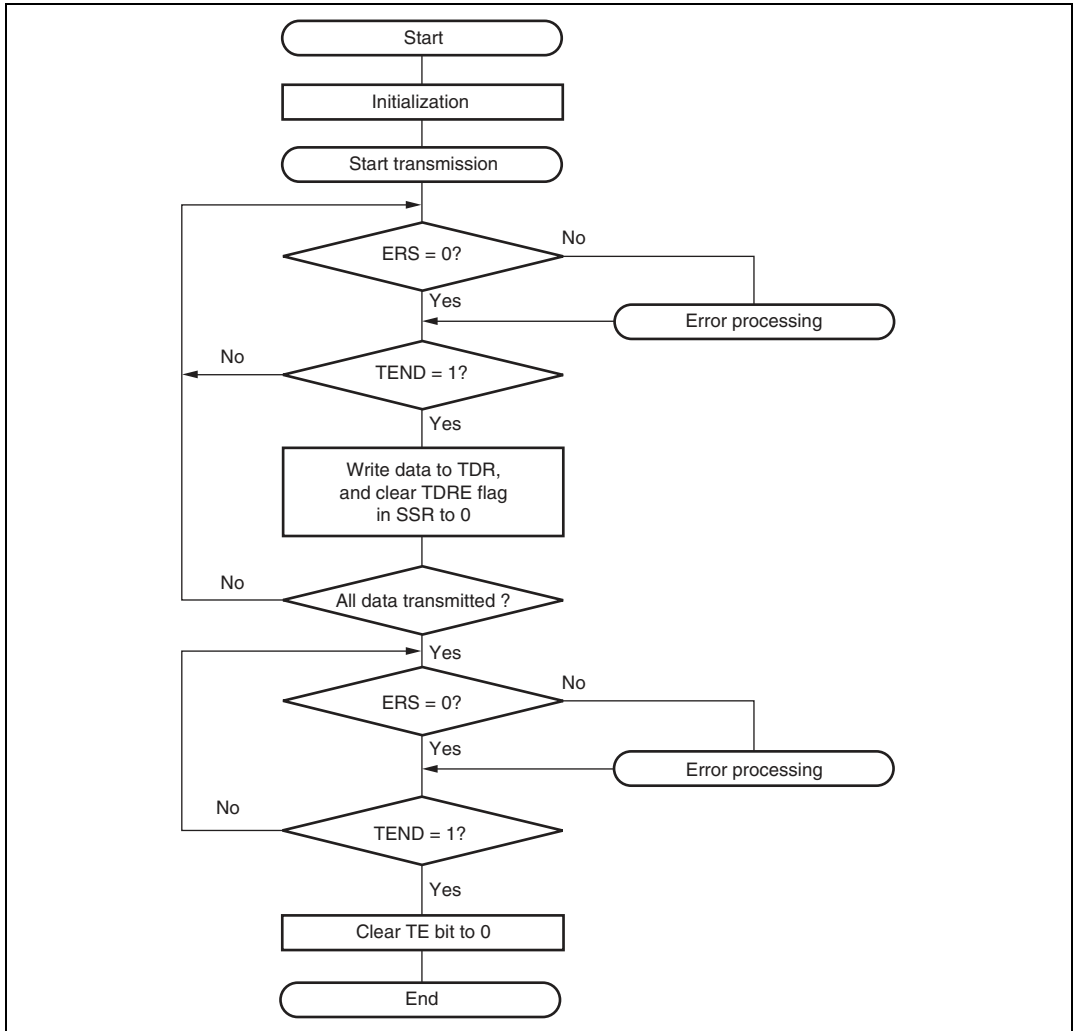 Start
Initialization
Start transmission
ERS = 0?
No
Yes
Error processing
No
TEND = 1?
Yes
Write data to TDR,
and clear TDRE flag
in SSR to 0
No
All data transmitted ?
Yes
ERS = 0?
No
Yes
Error processing
No
TEND = 1?
Yes
Clear TE bit to 0
End